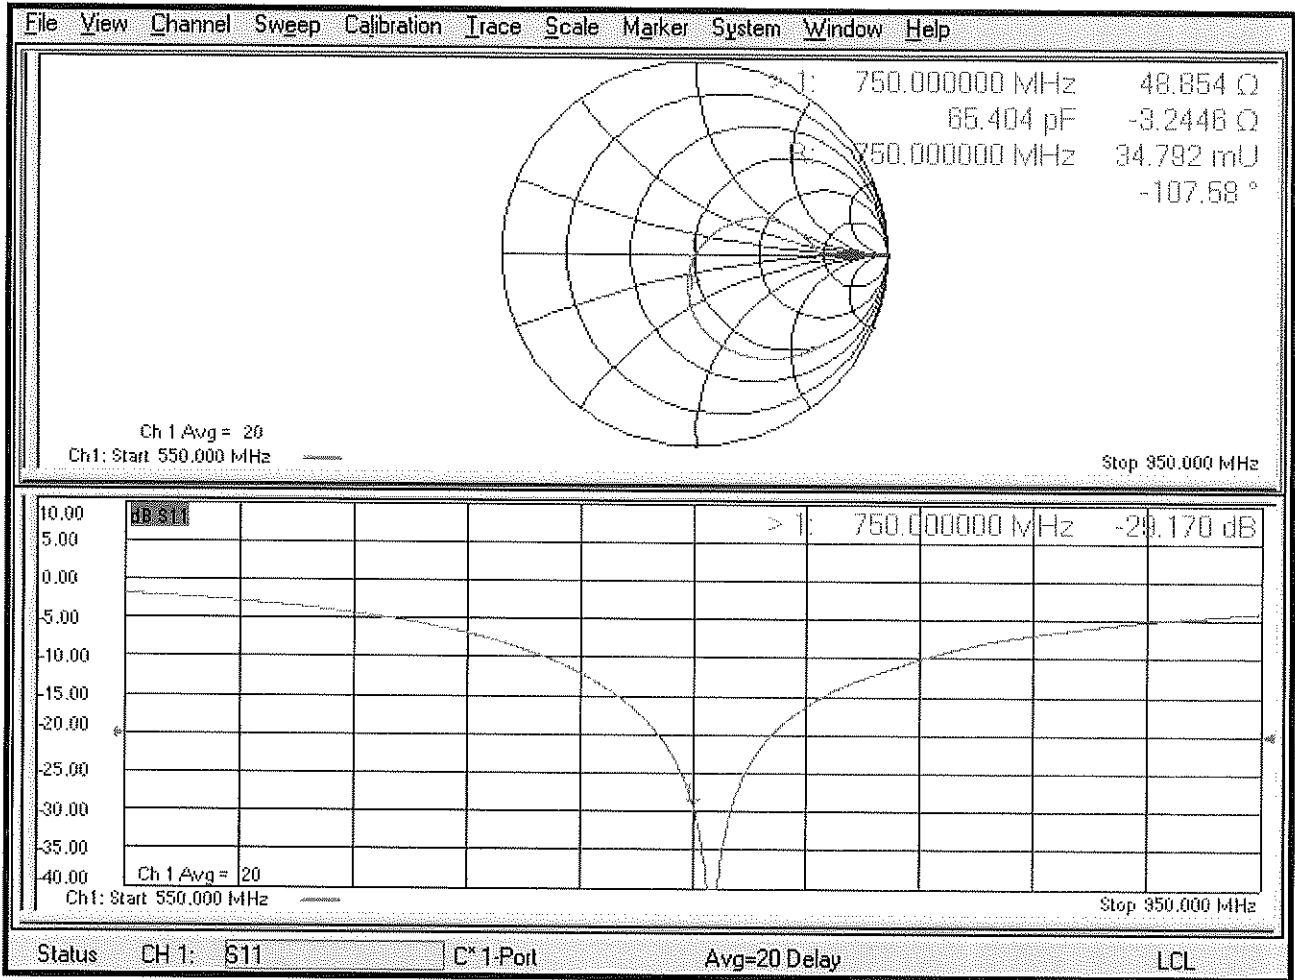 File View Channel Sweep Calibration Trace Scale Marker System Window Help
> 1: 750.000000 MHz 48.854 Ω
65.404 pF -3.2446 Ω
R: 750.000000 MHz 34.792 mU
-107.58 °
Ch 1 Avg = 20
Ch1: Start 550.000 MHz
Stop 950.000 MHz
10.00
dB S11
> 1: 750.000000 MHz -29.170 dB
5.00
0.00
-5.00
-10.00
-15.00
-20.00
-25.00
-30.00
-35.00
-40.00
Ch 1 Avg = 20
Ch1: Start 550.000 MHz
Stop 950.000 MHz
Status CH 1: S11 C* 1-Port Avg=20 Delay LCL